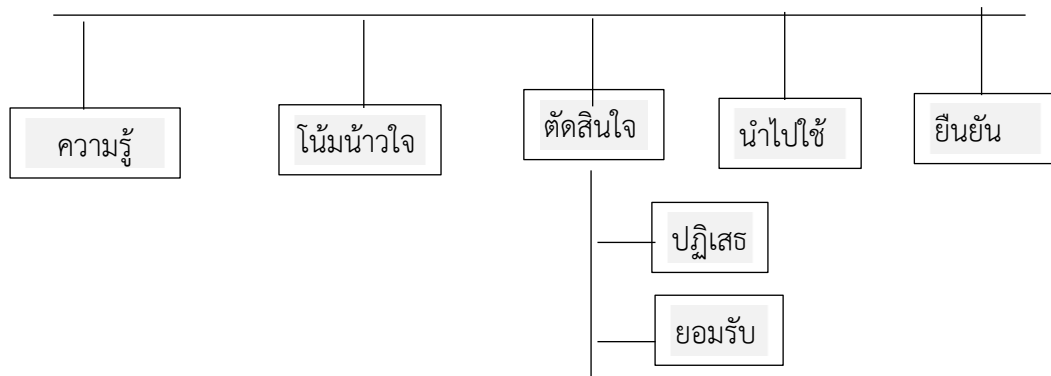 ความรู้
โน้มน้าวใจ
ตัดสินใจ
นำไปใช้
ยืนยัน
ปฏิเสธ
ยอมรับ